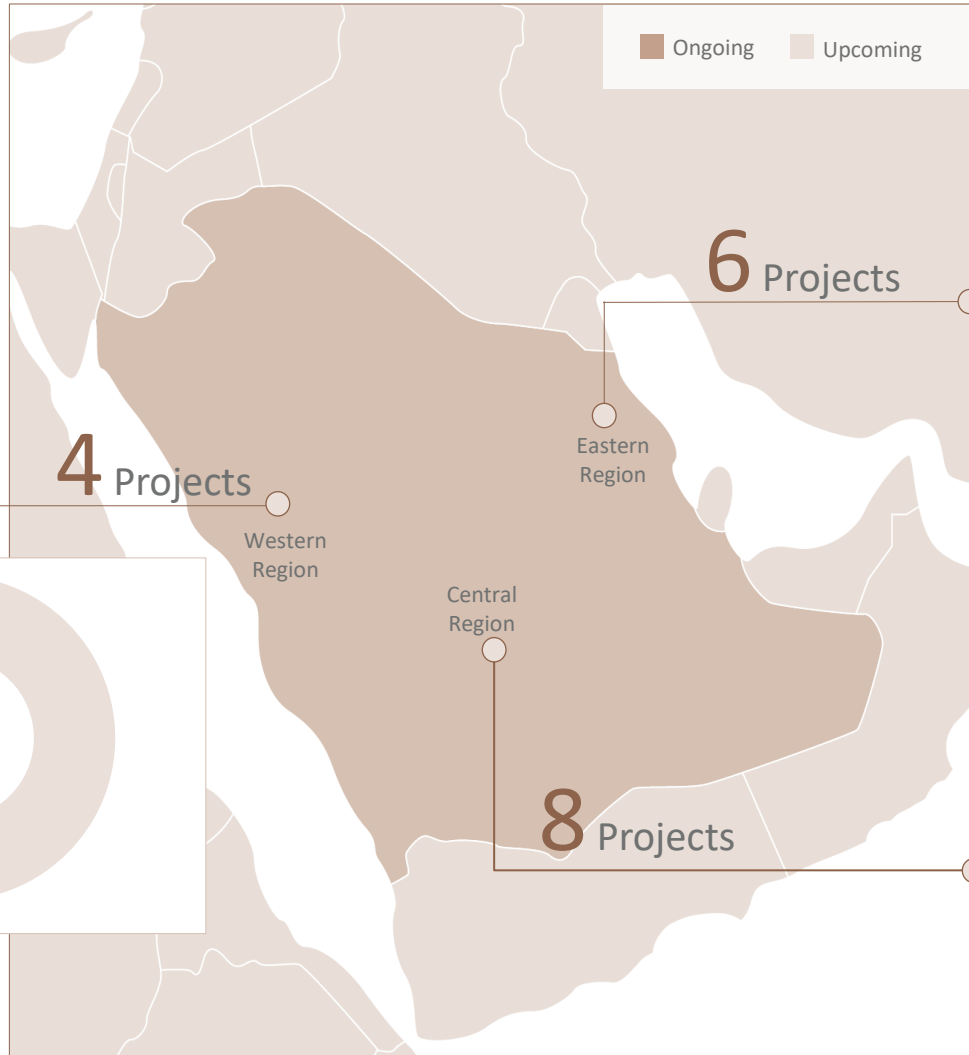 Ongoing Upcoming
6 Projects
Eastern
Region
4 Projects
Western
Region
Central
Region
8 Projects